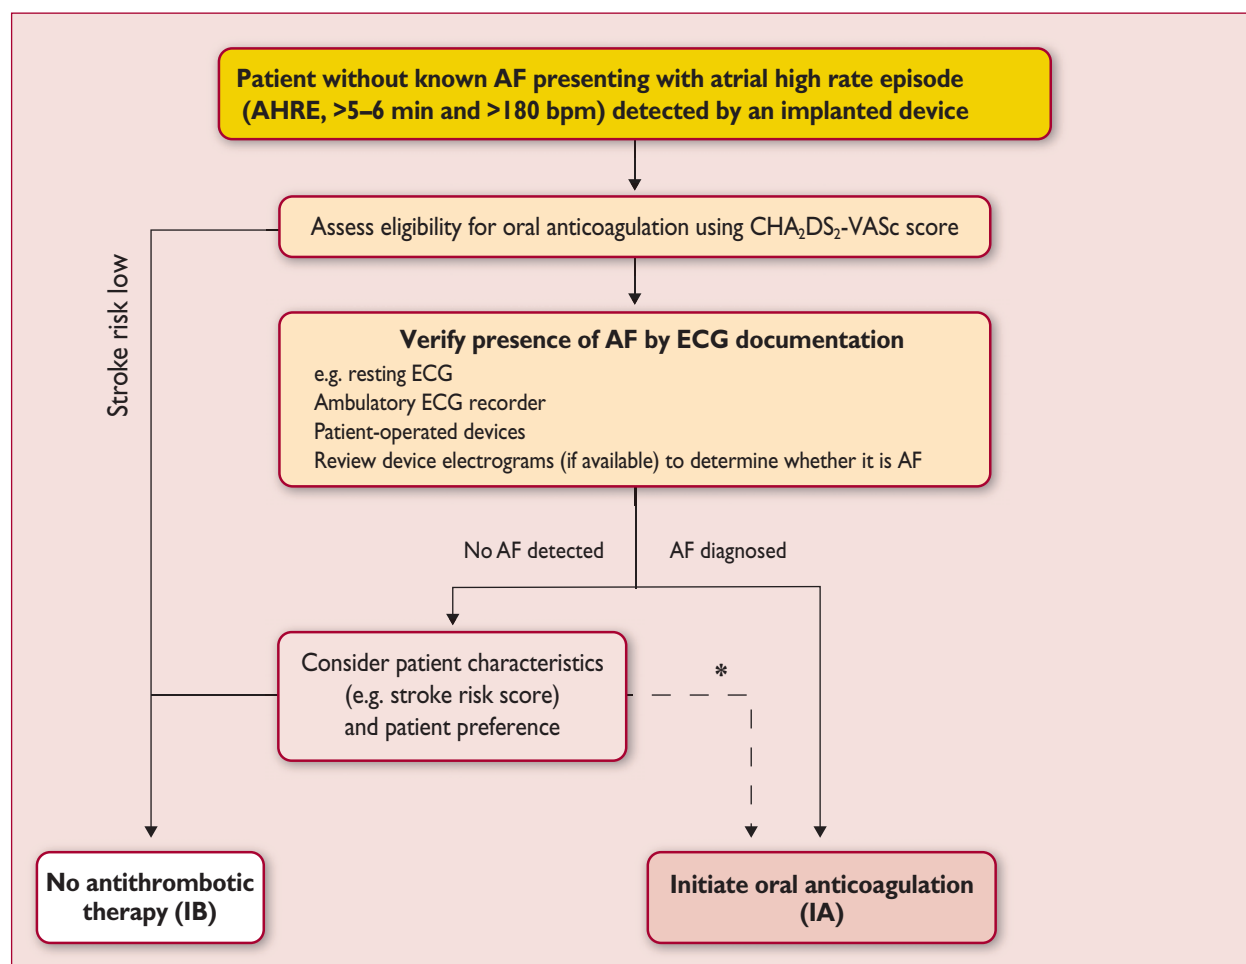 Patient without known AF presenting with atrial high rate episode
(AHRE, >5–6 min and >180 bpm) detected by an implanted device
Assess eligibility for oral anticoagulation using CHA₂DS₂-VASc score
Stroke risk low
Verify presence of AF by ECG documentation
e.g. resting ECG
Ambulatory ECG recorder
Patient-operated devices
Review device electrograms (if available) to determine whether it is AF
No AF detected
AF diagnosed
Consider patient characteristics
(e.g. stroke risk score)
and patient preference
*
No antithrombotic
therapy (IB)
Initiate oral anticoagulation
(IA)